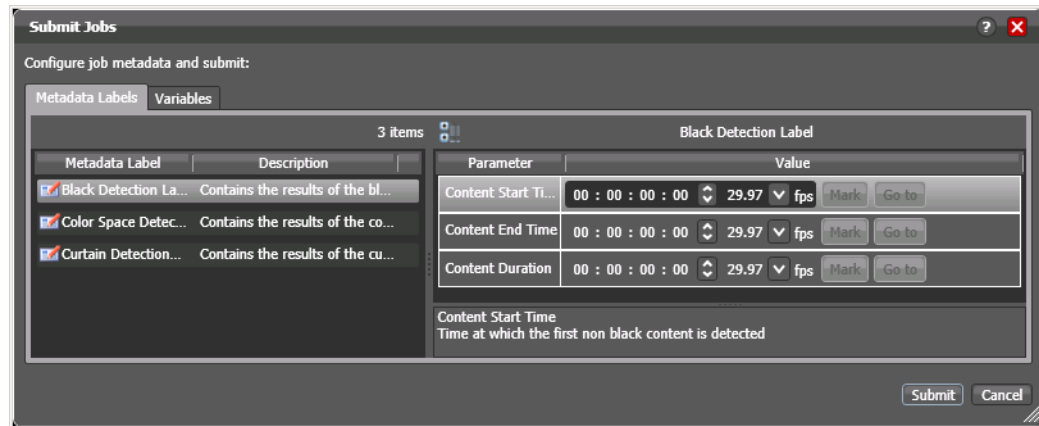 Submit Jobs ?
Configure job metadata and submit:
Metadata Labels Variables
3 items Black Detection Label
Metadata Label Description Parameter Value
Black Detection La... Contains the results of the bl... Content Start Ti... 00 : 00 : 00 : 00 29.97 fps Mark Go to
Color Space Detec... Contains the results of the co... Content End Time 00 : 00 : 00 : 00 29.97 fps Mark Go to
Curtain Detection... Contains the results of the cu... Content Duration 00 : 00 : 00 : 00 29.97 fps Mark Go to
Content Start Time
Time at which the first non black content is detected
Submit Cancel